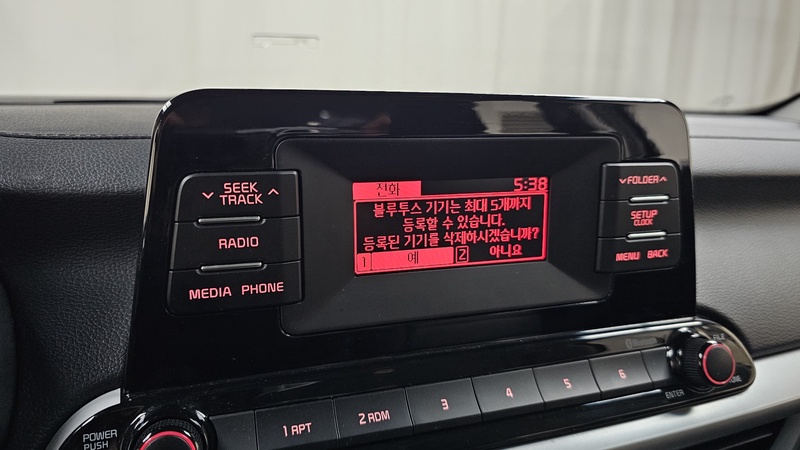 전화 5:38
블루투스 기기는 최대 5개까지
등록할 수 있습니다.
등록된 기기를 삭제하시겠습니까?
1 예 2 아니요
SEEK
TRACK
RADIO
MEDIA PHONE
FOLDER
SETUP
CLOCK
MENU BACK
POWER
PUSH
1 RPT
2 RDM
3
4
5
6
FILE
TUNE
ENTER